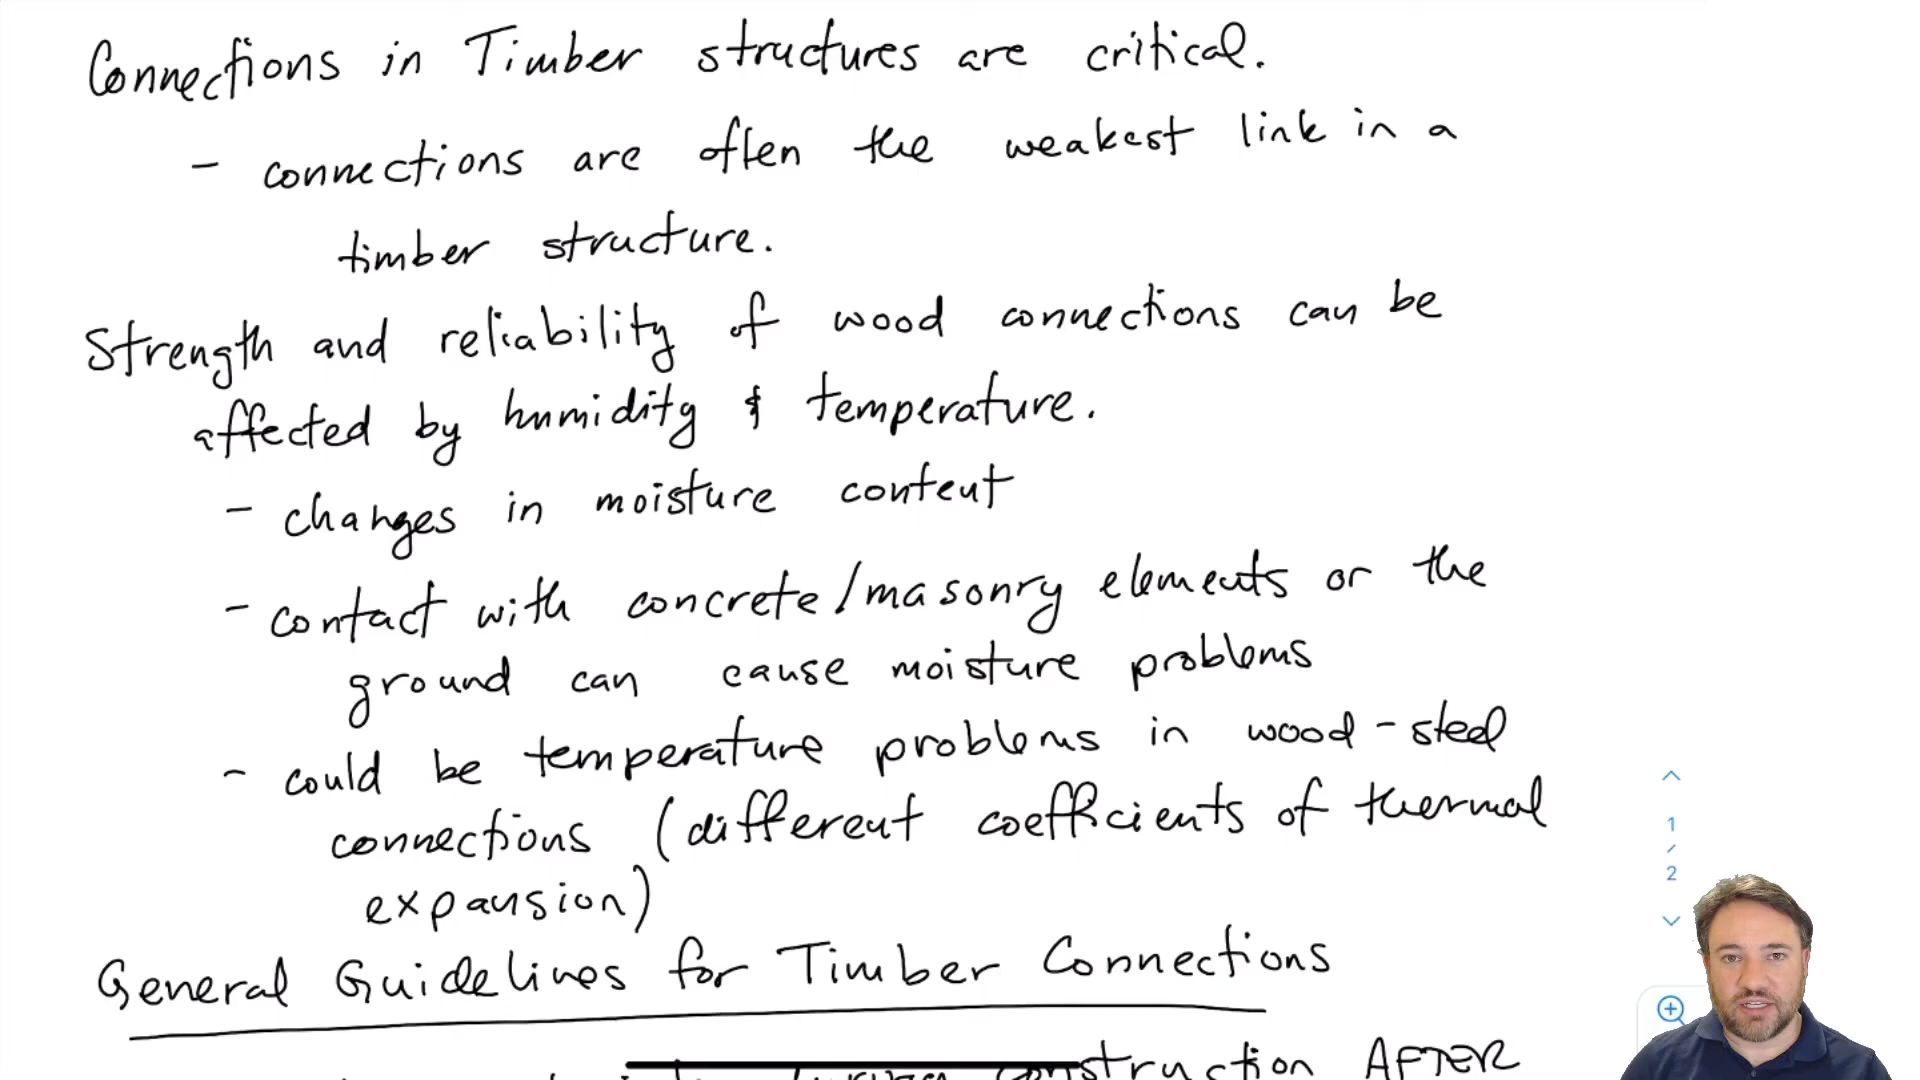 Connections in Timber structures are critical.
- connections are often the weakest link in a
timber structure.
Strength and reliability of wood connections can be
affected by humidity & temperature.
- changes in moisture content
- contact with concrete/masonry elements or the
ground can cause moisture problems
- could be temperature problems in wood-steel
connections (different coefficients of thermal
expansion)
1
/
2
General Guidelines for Timber Connections
construction AFTER